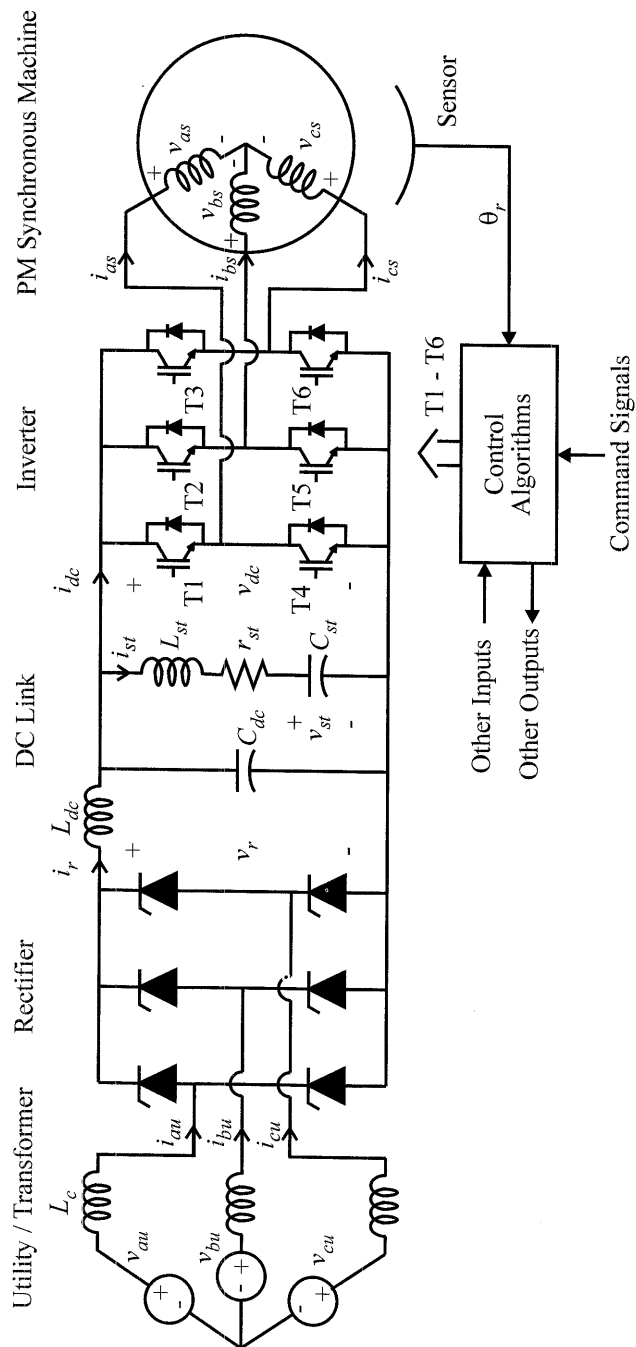 Utility / Transformer
Rectifier
DC Link
Inverter
PM Synchronous Machine
L_c
v_au
v_bu
v_cu
+
-
-
+
+
-
i_au
i_bu
i_cu
i_r
L_dc
+
v_r
-
C_dc
i_st
L_st
r_st
C_st
+
v_st
-
i_dc
+
v_dc
-
T1
T2
T3
T4
T5
T6
i_as
i_bs
i_cs
+
v_as
-
+
v_bs
-
-
v_cs
+
Sensor
θ_r
T1 - T6
Control
Algorithms
Other Inputs
Other Outputs
Command Signals